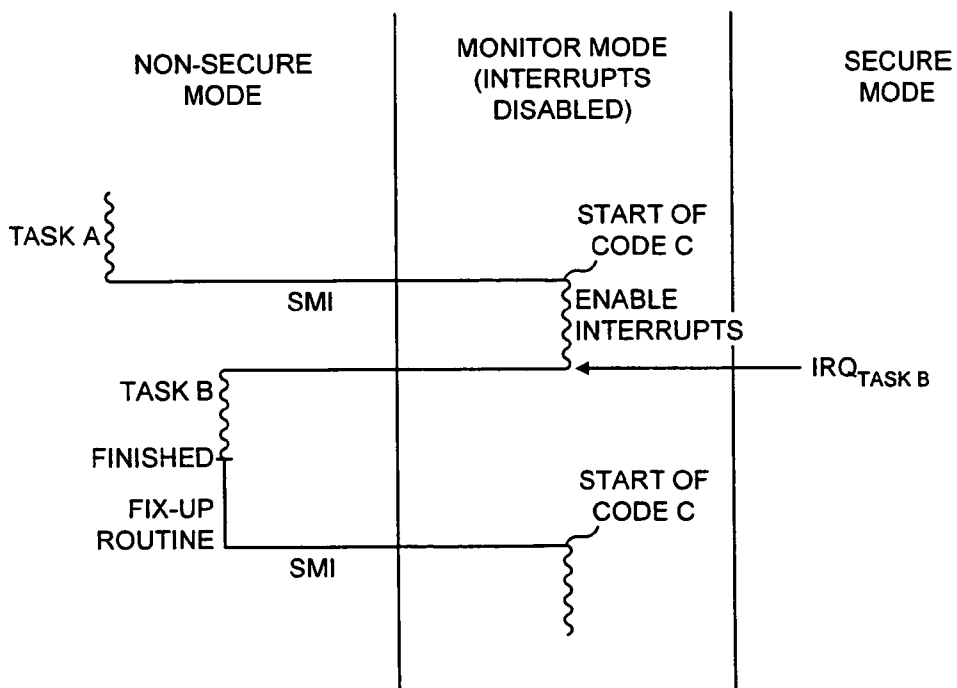 NON-SECURE
MODE
MONITOR MODE
(INTERRUPTS
DISABLED)
SECURE
MODE
TASK A
START OF
CODE C
SMI
ENABLE
INTERRUPTS
TASK B
IRQTASK B
FINISHED
FIX-UP
ROUTINE
START OF
CODE C
SMI